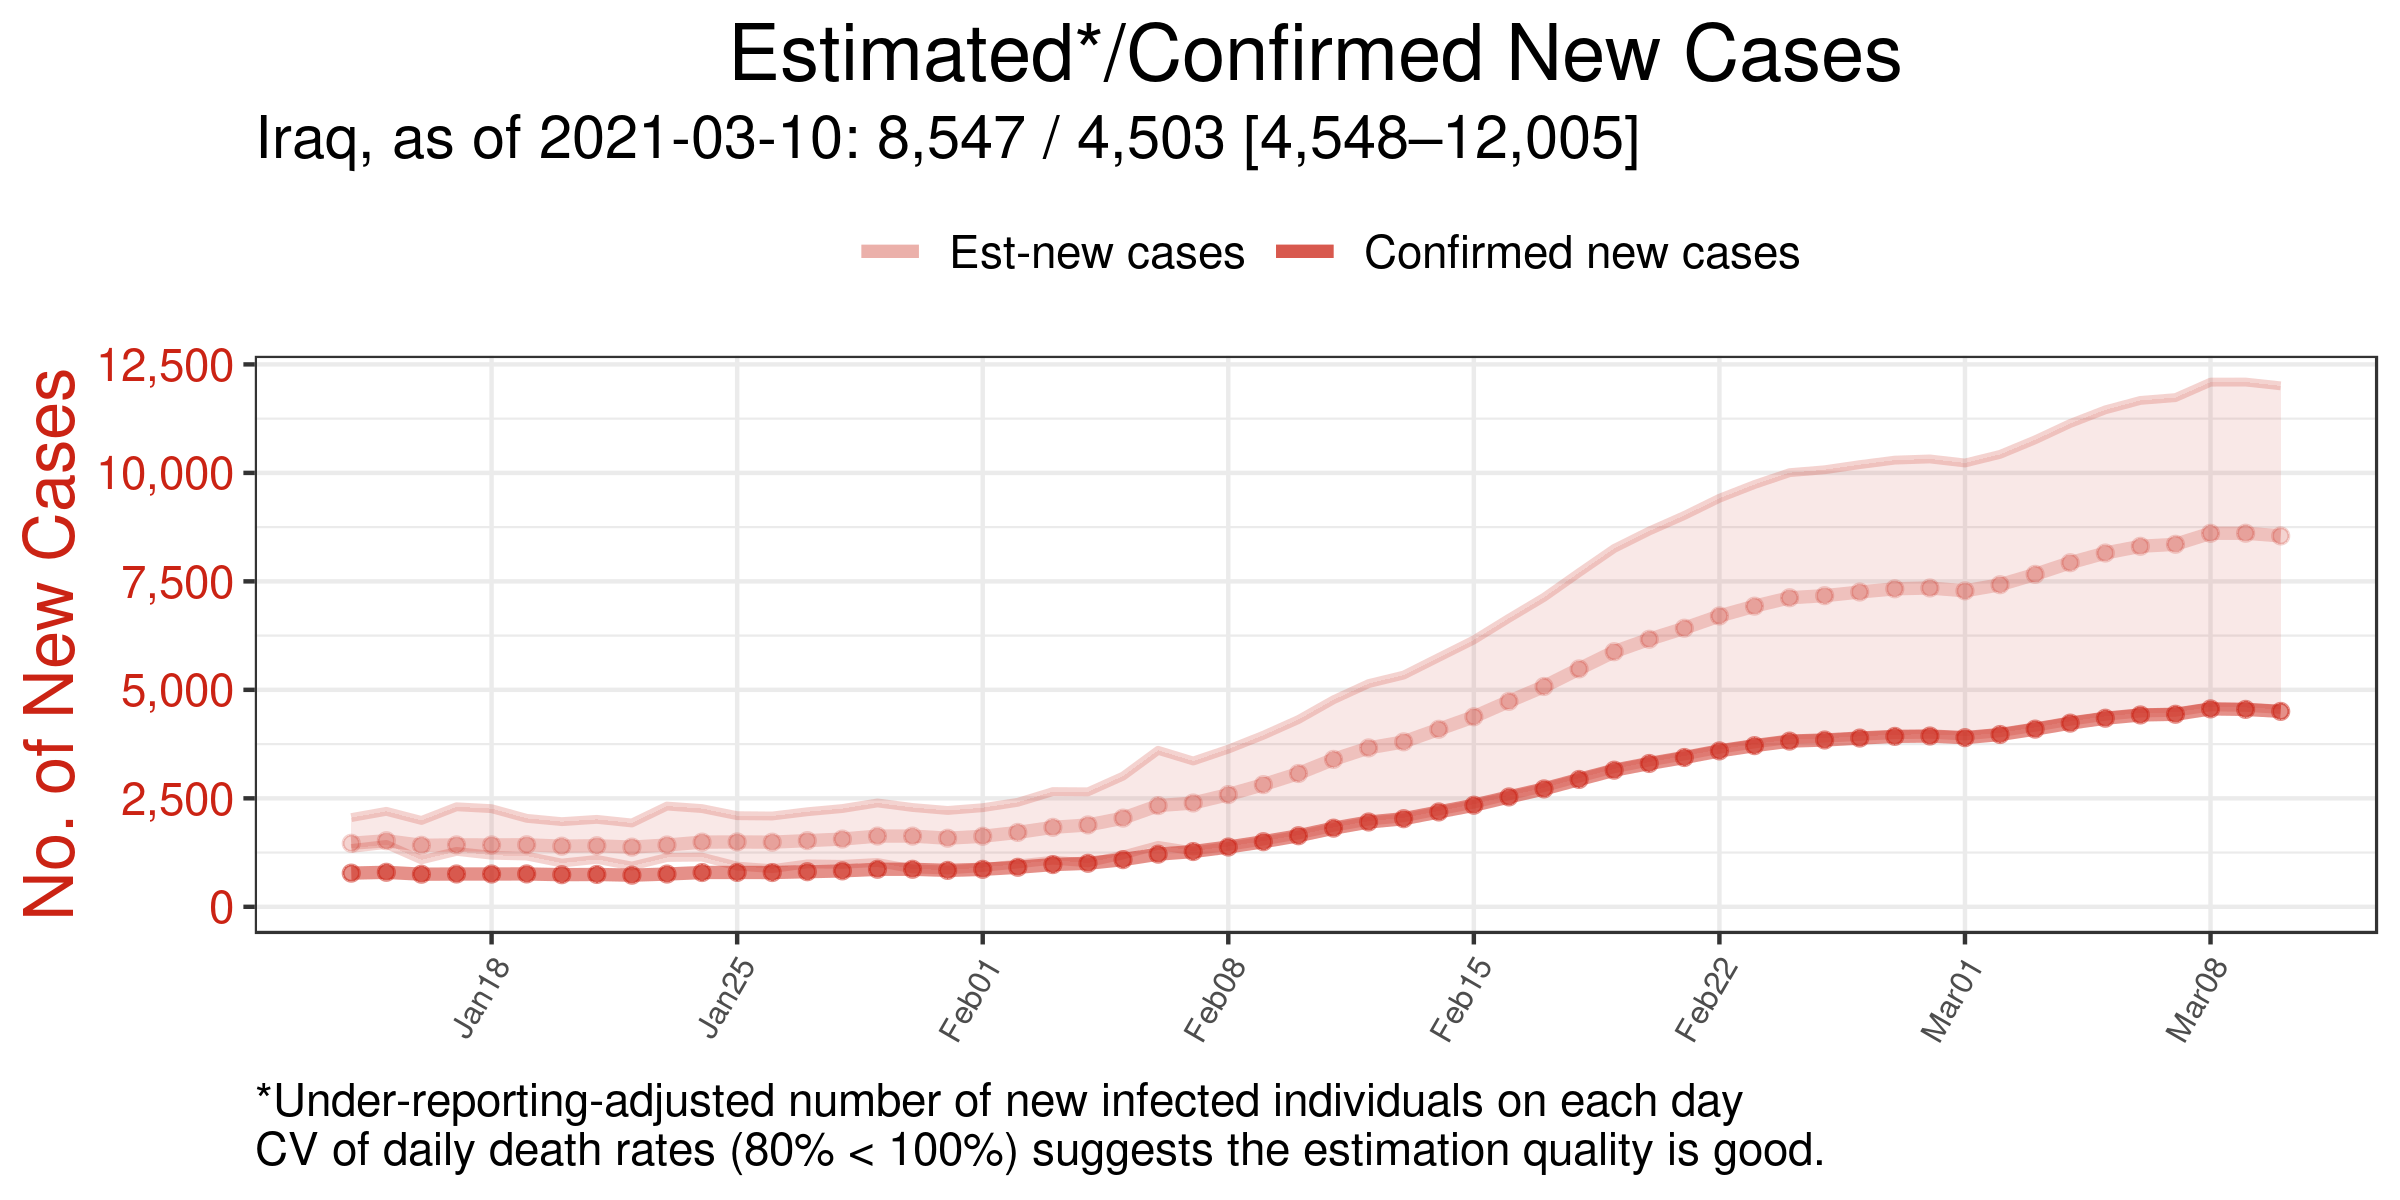 Estimated*/Confirmed New Cases
Iraq, as of 2021-03-10: 8,547 / 4,503 [4,548–12,005]
Est-new cases
Confirmed new cases
No. of New Cases
12,500
10,000
7,500
5,000
2,500
0
Jan18
Jan25
Feb01
Feb08
Feb15
Feb22
Mar01
Mar08
*Under-reporting-adjusted number of new infected individuals on each day
CV of daily death rates (80% < 100%) suggests the estimation quality is good.